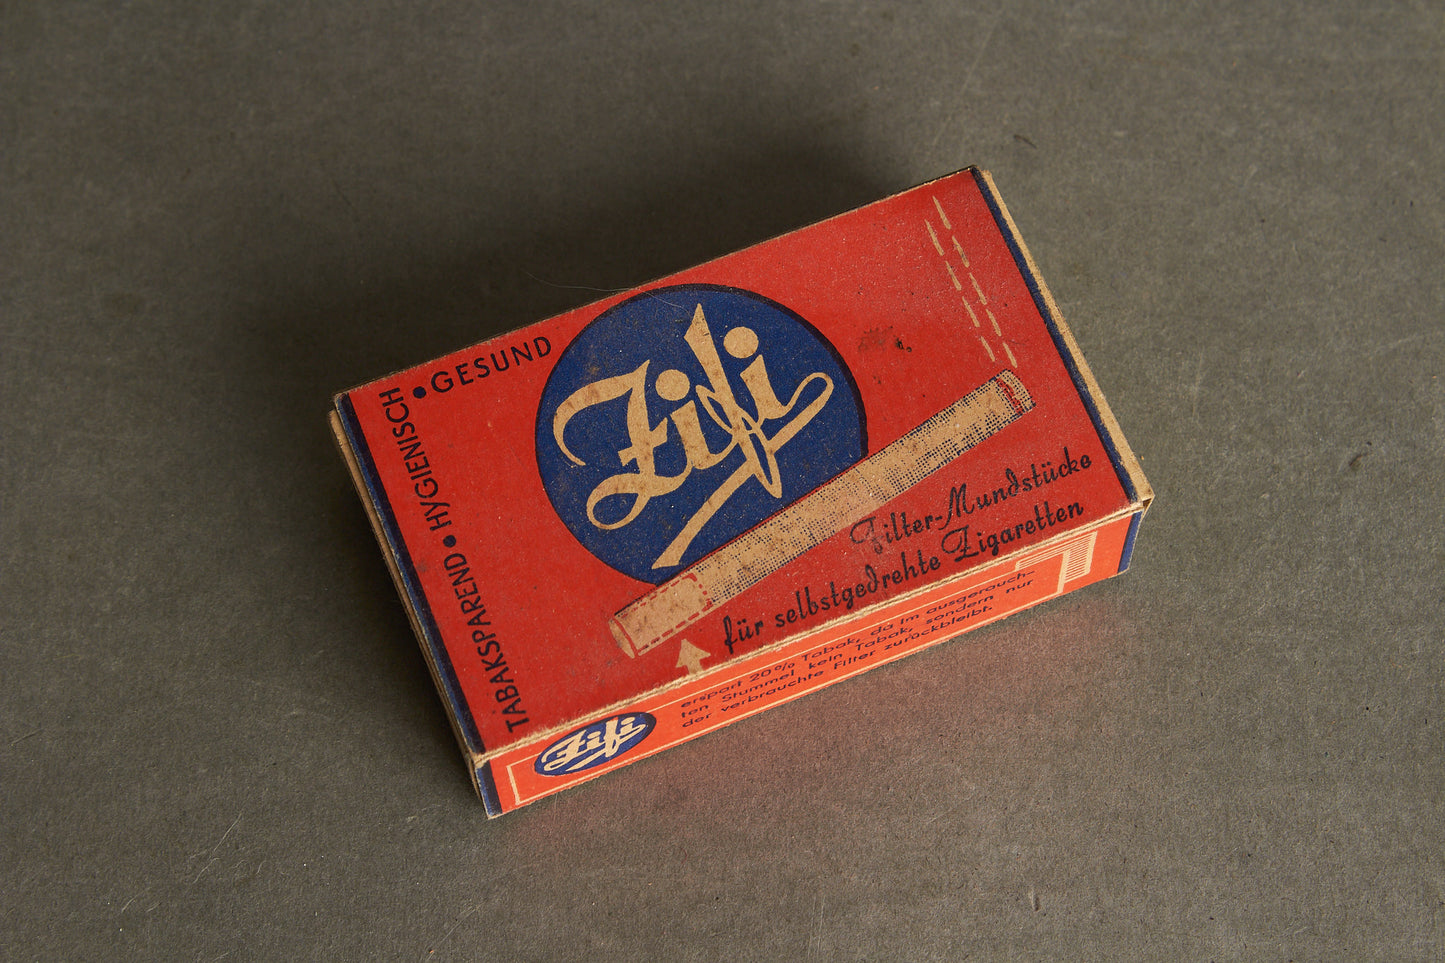 TABAKSPAREND • HYGIENISCH • GESUND
Zifi
Filter-Mundstücke
für selbstgedrehte Zigaretten
Zifi
erspart 20% Tabak, da im ausgerauch-
ten Stummel kein Tabak, sondern nur
der verbrauchte Filter zurückbleibt.